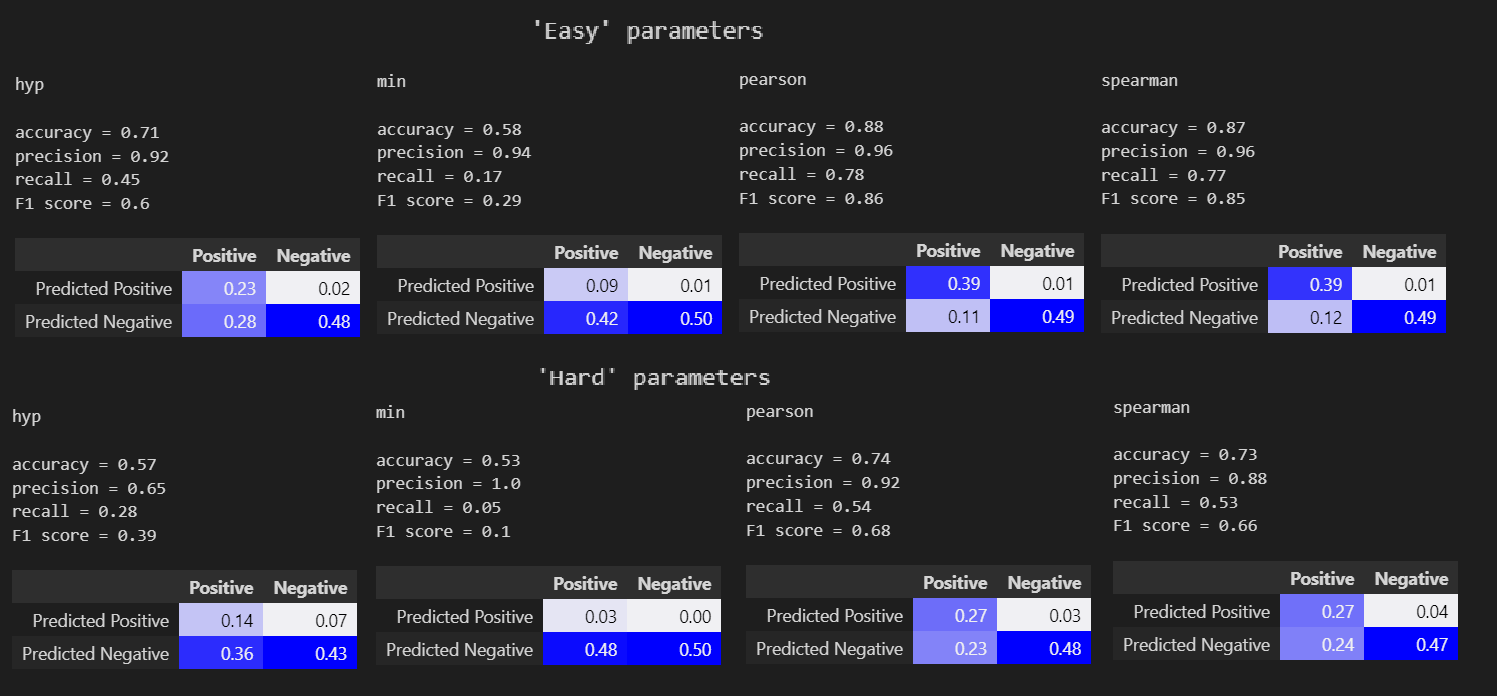 'Easy' parameters
hyp
accuracy = 0.71
precision = 0.92
recall = 0.45
F1 score = 0.6
Positive Negative
Predicted Positive 0.23 0.02
Predicted Negative 0.28 0.48
min
accuracy = 0.58
precision = 0.94
recall = 0.17
F1 score = 0.29
Positive Negative
Predicted Positive 0.09 0.01
Predicted Negative 0.42 0.50
pearson
accuracy = 0.88
precision = 0.96
recall = 0.78
F1 score = 0.86
Positive Negative
Predicted Positive 0.39 0.01
Predicted Negative 0.11 0.49
spearman
accuracy = 0.87
precision = 0.96
recall = 0.77
F1 score = 0.85
Positive Negative
Predicted Positive 0.39 0.01
Predicted Negative 0.12 0.49
'Hard' parameters
hyp
accuracy = 0.57
precision = 0.65
recall = 0.28
F1 score = 0.39
Positive Negative
Predicted Positive 0.14 0.07
Predicted Negative 0.36 0.43
min
accuracy = 0.53
precision = 1.0
recall = 0.05
F1 score = 0.1
Positive Negative
Predicted Positive 0.03 0.00
Predicted Negative 0.48 0.50
pearson
accuracy = 0.74
precision = 0.92
recall = 0.54
F1 score = 0.68
Positive Negative
Predicted Positive 0.27 0.03
Predicted Negative 0.23 0.48
spearman
accuracy = 0.73
precision = 0.88
recall = 0.53
F1 score = 0.66
Positive Negative
Predicted Positive 0.27 0.04
Predicted Negative 0.24 0.47